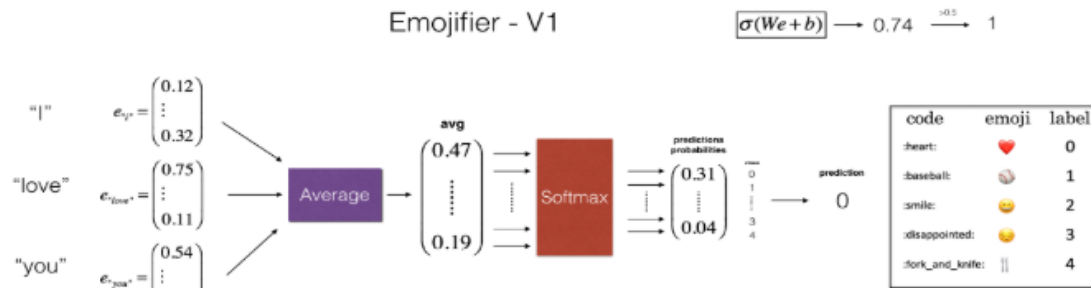 Emojifier - V1
σ(We + b) → 0.74 >0.5 → 1
"I"
e"i" = (0.12 ⋮ 0.32)
"love"
e"love" = (0.75 ⋮ 0.11)
"you"
e"you" = (0.54 ⋮
Average
avg
(0.47 ⋮ 0.19)
Softmax
predictions
probabilities
(0.31 ⋮ 0.04)
0
1
3
4
prediction
0
code emoji label
:heart: ❤️ 0
:baseball: ⚾ 1
:smile: 😄 2
:disappointed: 😞 3
:fork_and_knife: 🍴 4